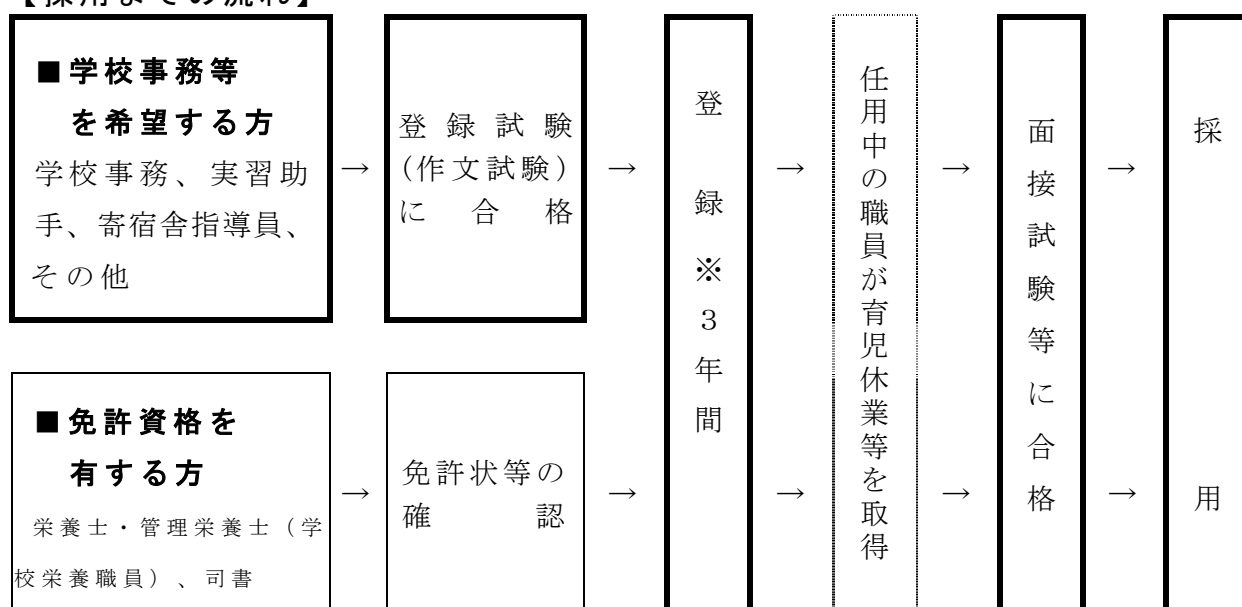 【採用までの流れ】
■学校事務等
を希望する方
学校事務、実習助
手、寄宿舎指導員、
その他
→
登録試験
(作文試験)
に合格
→
登録※3年間
→
任用中の職員が育児休業等を取得
→
面接試験等に合格
→
採用
■免許資格を
有する方
栄養士・管理栄養士(学
校栄養職員)、司書
→
免許状等の
確認
→
→
→
→